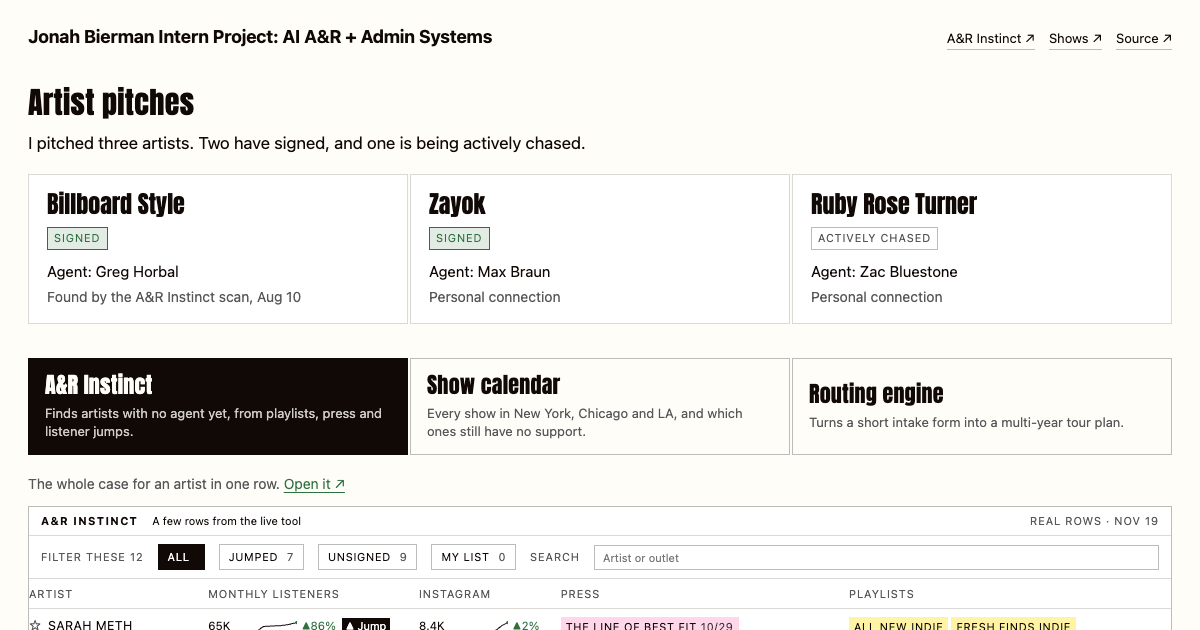 Jonah Bierman Intern Project: AI A&R + Admin Systems
A&R Instinct ↗ Shows ↗ Source ↗
Artist pitches
I pitched three artists. Two have signed, and one is being actively chased.
Billboard Style
SIGNED
Agent: Greg Horbal
Found by the A&R Instinct scan, Aug 10
Zayok
SIGNED
Agent: Max Braun
Personal connection
Ruby Rose Turner
ACTIVELY CHASED
Agent: Zac Bluestone
Personal connection
A&R Instinct
Finds artists with no agent yet, from playlists, press and
listener jumps.
Show calendar
Every show in New York, Chicago and LA, and which
ones still have no support.
Routing engine
Turns a short intake form into a multi-year tour plan.
The whole case for an artist in one row. Open it ↗
A&R INSTINCT A few rows from the live tool REAL ROWS · NOV 19
FILTER THESE 12 ALL JUMPED 7 UNSIGNED 9 MY LIST 0 SEARCH Artist or outlet
ARTIST MONTHLY LISTENERS INSTAGRAM PRESS PLAYLISTS
☆ SARAH METH 65K ▲86% ▲ Jump 8.4K ▲2% THE LINE OF BEST FIT 10/29 ALL NEW INDIE FRESH FINDS INDIE